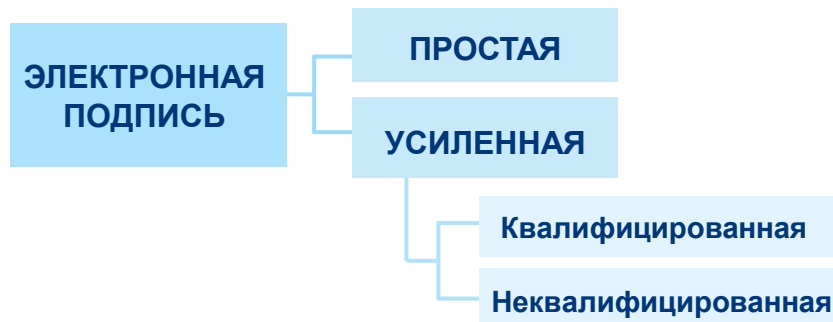 ЭЛЕКТРОННАЯ
ПОДПИСЬ
ПРОСТАЯ
УСИЛЕННАЯ
Квалифицированная
Неквалифицированная